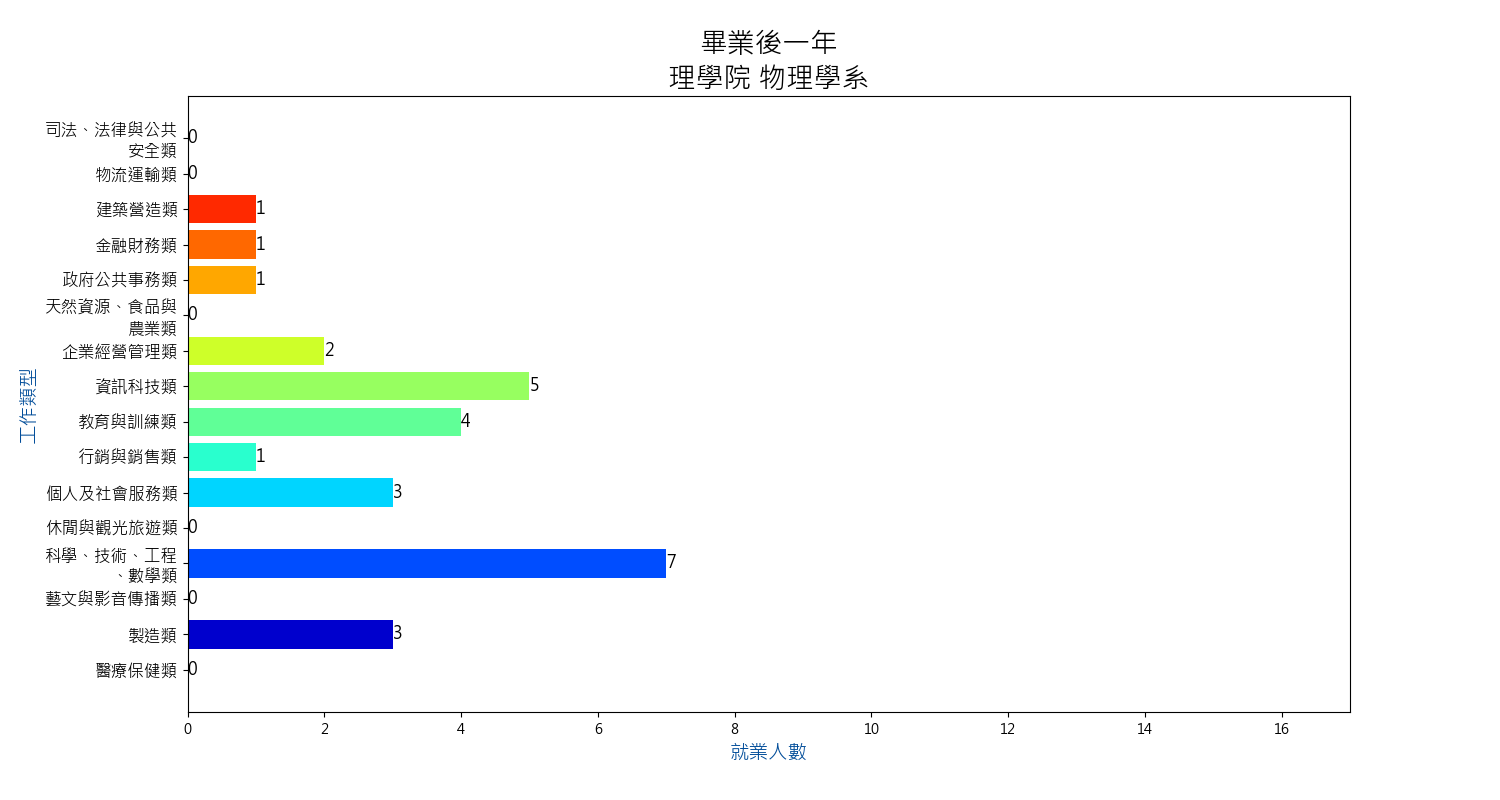 畢業後一年
理學院 物理學系
司法、法律與公共
安全類
0
物流運輸類
0
建築營造類
1
金融財務類
1
政府公共事務類
1
天然資源、食品與
農業類
0
企業經營管理類
2
資訊科技類
5
教育與訓練類
4
行銷與銷售類
1
個人及社會服務類
3
休閒與觀光旅遊類
0
科學、技術、工程
、數學類
7
藝文與影音傳播類
0
製造類
3
醫療保健類
0
工作類型
0 2 4 6 8 10 12 14 16
就業人數